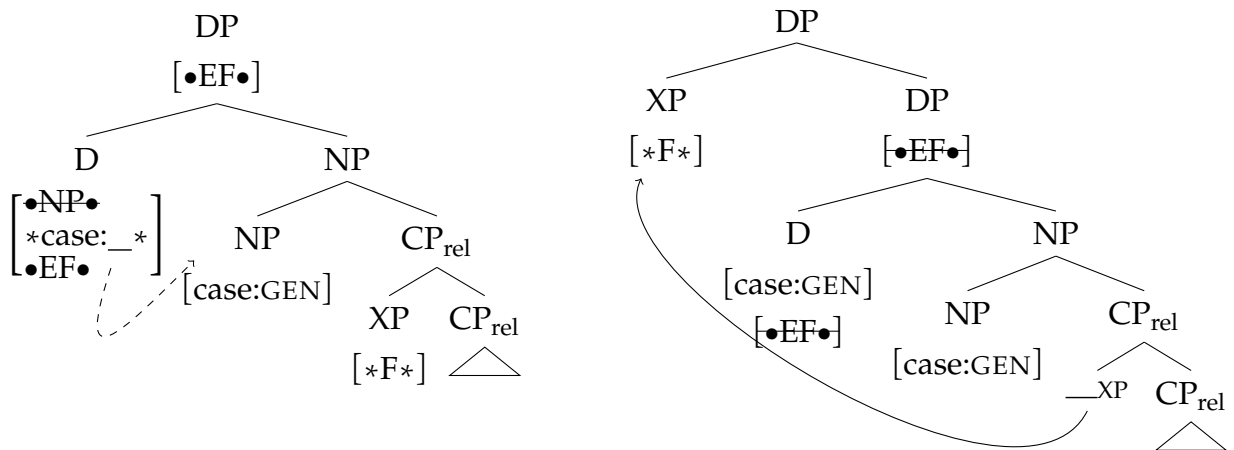 DP
[•EF•]
D NP
•NP•
∗case:__∗
•EF•
NP CPrel
[case:GEN]
XP CPrel
[∗F∗]
DP
XP DP
[∗F∗] [•EF•]
D NP
[case:GEN]
[•EF•]
NP CPrel
[case:GEN]
__XP CPrel